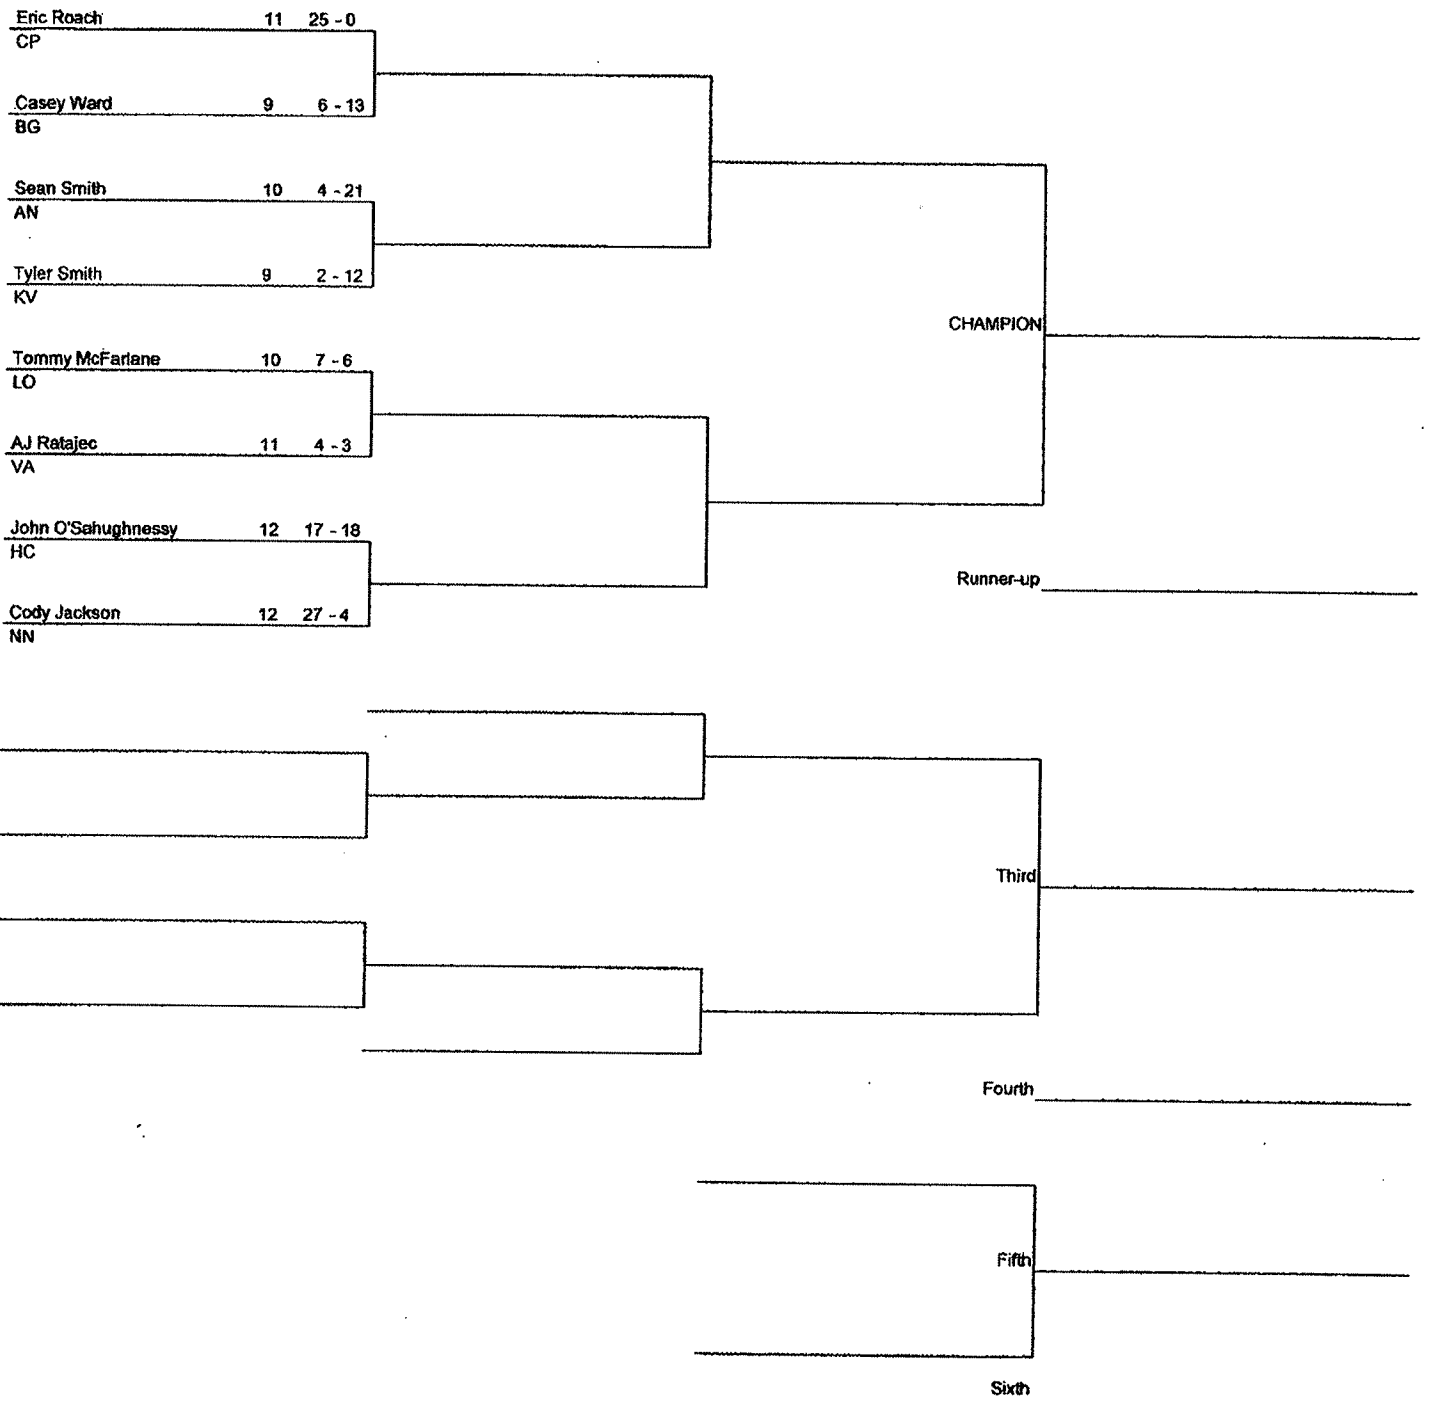 Eric Roach 11 25 - 0
CP
Casey Ward 9 6 - 13
BG
Sean Smith 10 4 - 21
AN
Tyler Smith 9 2 - 12
KV
CHAMPION
Tommy McFarlane 10 7 - 6
LO
AJ Ratajec 11 4 - 3
VA
John O'Sahughnessy 12 17 - 18
HC
Runner-up
Cody Jackson 12 27 - 4
NN
Third
Fourth
Fifth
Sixth